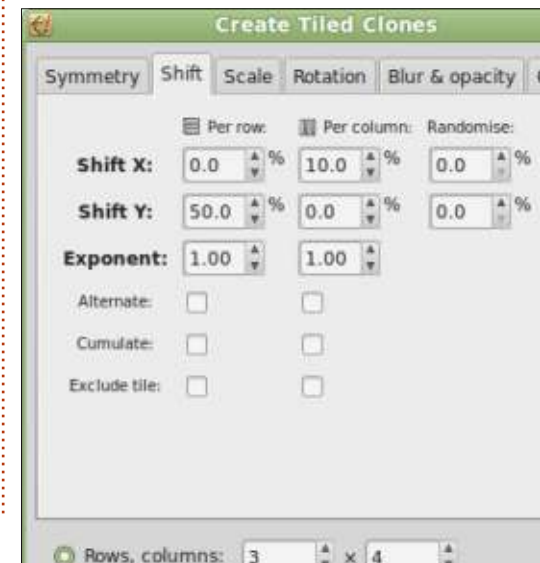 Create Tiled Clones
Symmetry Shift Scale Rotation Blur & opacity
Per row: Per column: Randomise:
Shift X: 0.0 % 10.0 % 0.0 %
Shift Y: 50.0 % 0.0 % 0.0 %
Exponent: 1.00 1.00
Alternate:
Cumulate:
Exclude tile:
Rows, columns: 3 × 4